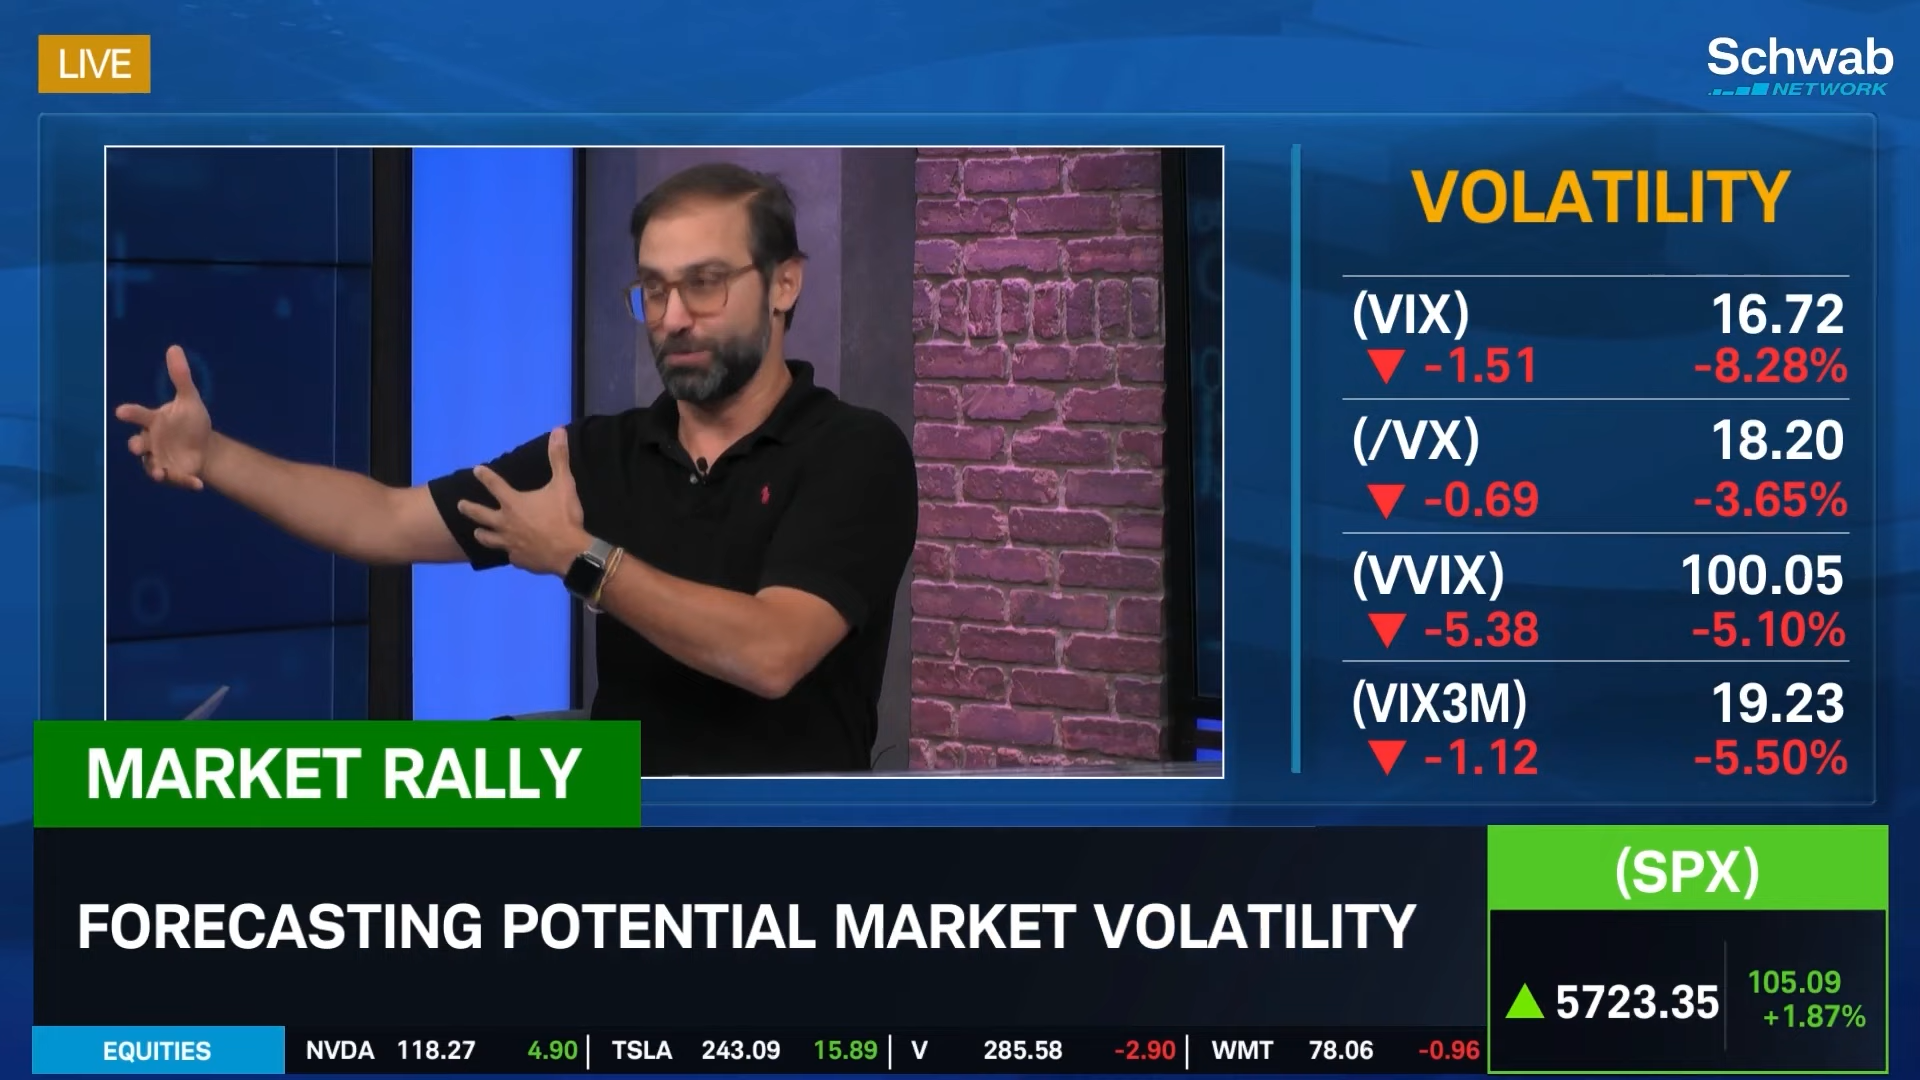 LIVE
Schwab
NETWORK
VOLATILITY
(VIX) 16.72
▼ -1.51 -8.28%
(/VX) 18.20
▼ -0.69 -3.65%
(VVIX) 100.05
▼ -5.38 -5.10%
(VIX3M) 19.23
▼ -1.12 -5.50%
MARKET RALLY
FORECASTING POTENTIAL MARKET VOLATILITY
(SPX)
▲ 5723.35 105.09
+1.87%
EQUITIES NVDA 118.27 4.90 | TSLA 243.09 15.89 | V 285.58 -2.90 | WMT 78.06 -0.96